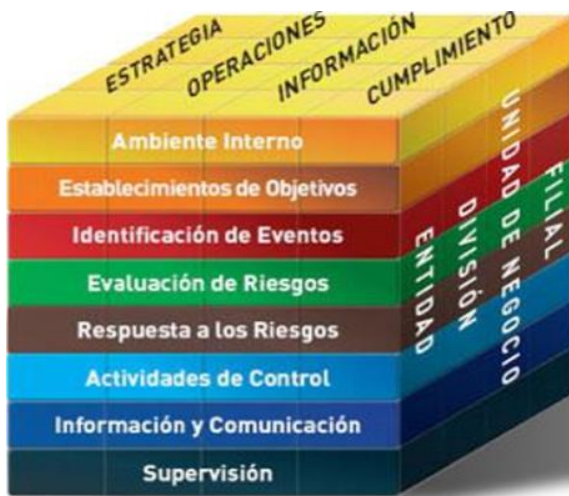 ESTRATEGIA
OPERACIONES
INFORMACIÓN
CUMPLIMIENTO
Ambiente Interno
Establecimientos de Objetivos
Identificación de Eventos
Evaluación de Riesgos
Respuesta a los Riesgos
Actividades de Control
Información y Comunicación
Supervisión
ENTIDAD
DIVISIÓN
UNIDAD DE NEGOCIO
FILIAL